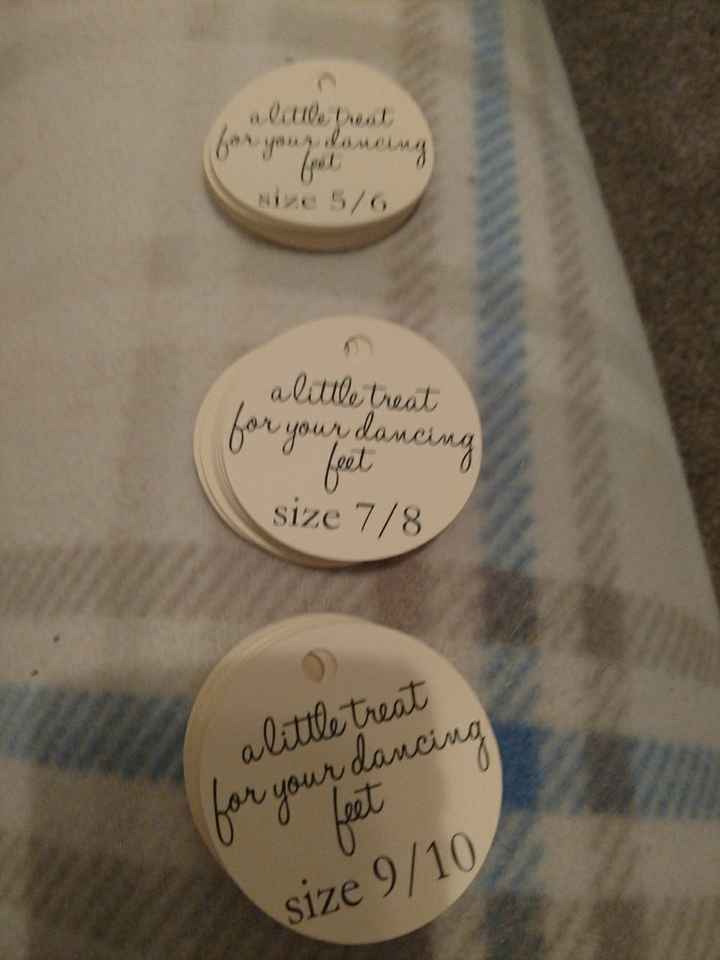 a little treat
for your dancing
feet
size 5/6
a little treat
for your dancing
feet
size 7/8
a little treat
for your dancing
feet
size 9/10